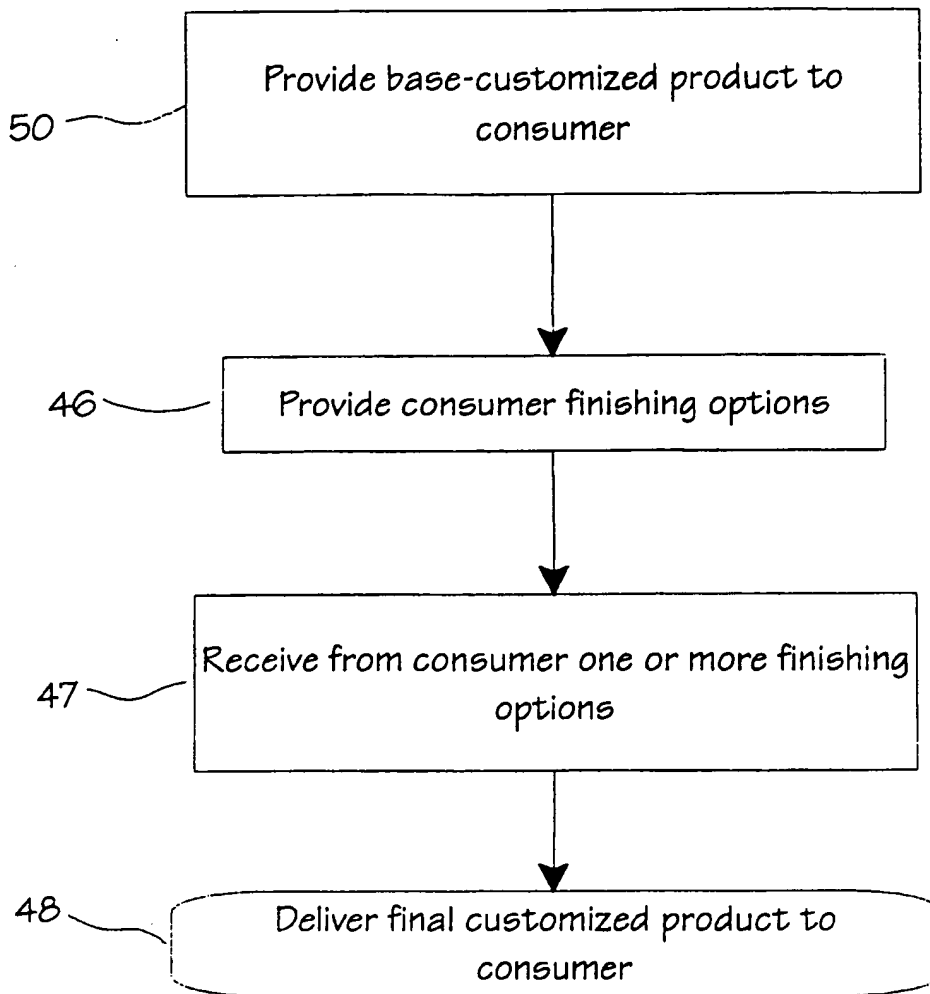 Provide base-customized product to
consumer
50
46
Provide consumer finishing options
Receive from consumer one or more finishing
options
47
48
Deliver final customized product to
consumer